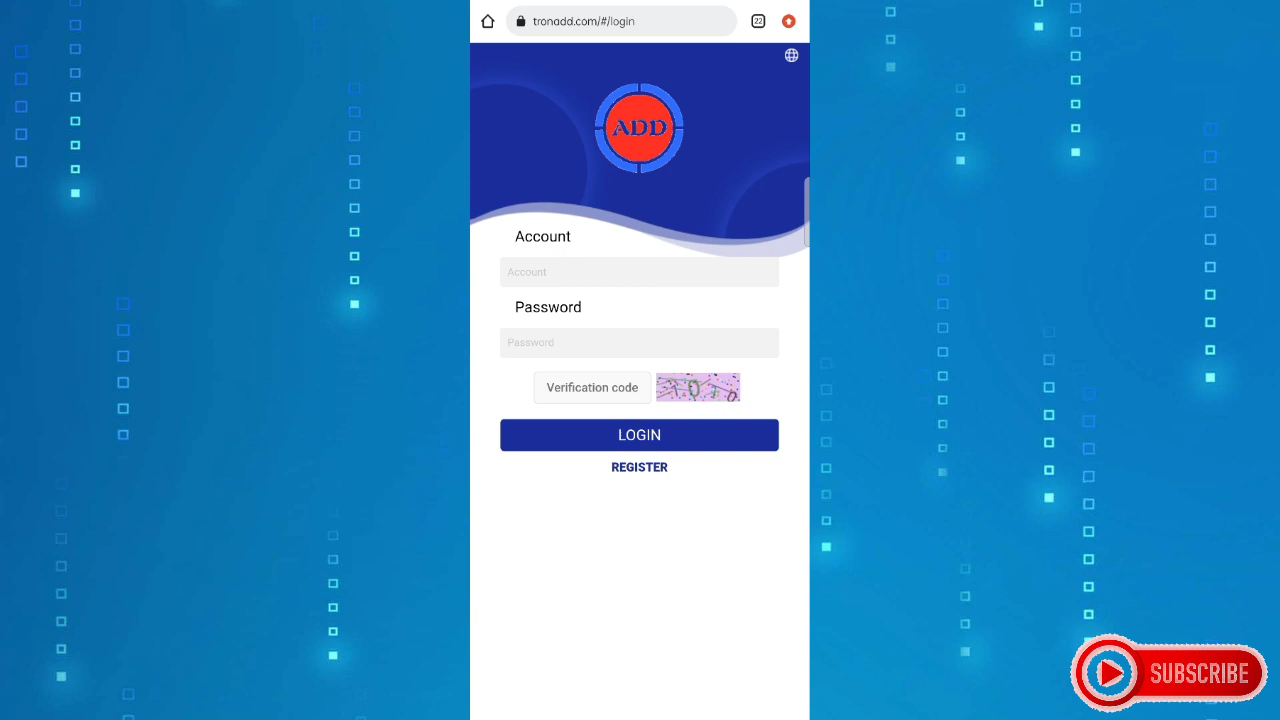 tronadd.com/#/login
22
ADD
Account
Account
Password
Password
Verification code
LOGIN
REGISTER
SUBSCRIBE